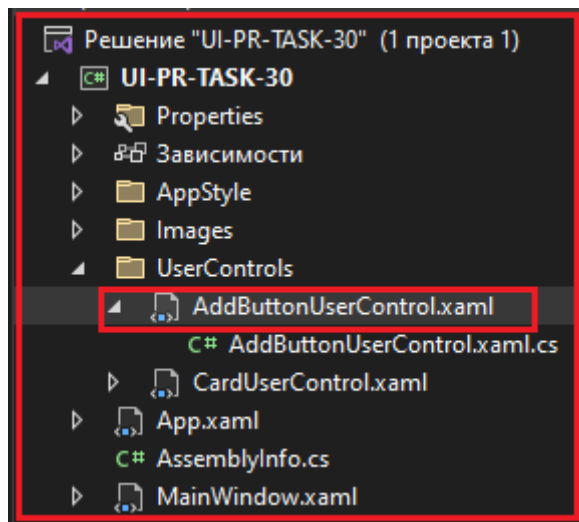 Решение "UI-PR-TASK-30" (1 проекта 1)
C# UI-PR-TASK-30
Properties
Зависимости
AppStyle
Images
UserControls
AddButtonUserControl.xaml
C# AddButtonUserControl.xaml.cs
CardUserControl.xaml
App.xaml
C# AssemblyInfo.cs
MainWindow.xaml